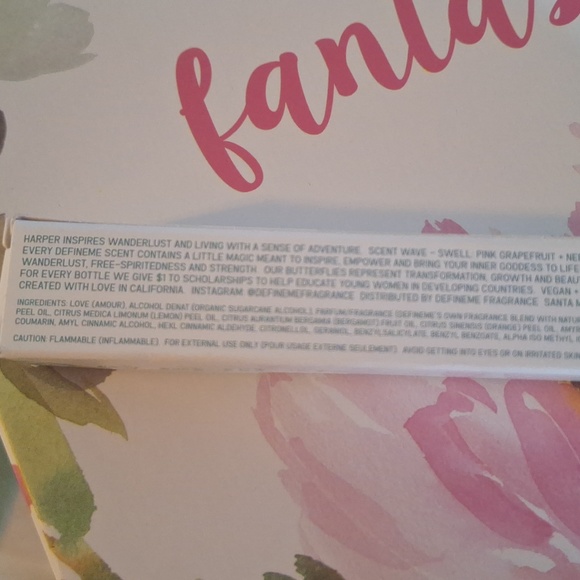 fantas
HARPER INSPIRES WANDERLUST AND LIVING WITH A SENSE OF ADVENTURE SCENT WAVE - SWELL: PINK GRAPEFRUIT + NE
EVERY DEFINEME SCENT CONTAINS A LITTLE MAGIC MEANT TO INSPIRE, EMPOWER AND BRING YOUR INNER GODDESS TO LIFE
WANDERLUST, FREE-SPIRITEDNESS AND STRENGTH OUR BUTTERFLIES REPRESENT TRANSFORMATION, GROWTH AND BEAU
FOR EVERY BOTTLE WE GIVE $1 TO SCHOLARSHIPS TO HELP EDUCATE YOUNG WOMEN IN DEVELOPING COUNTRIES VEGAN +
CREATED WITH LOVE IN CALIFORNIA INSTAGRAM: @DEFINEMEFRAGRANCE DISTRIBUTED BY DEFINEME FRAGRANCE SANTA
INGREDIENTS: LOVE (AMOUR), ALCOHOL DENAT (ORGANIC SUGARCANE ALCOHOL), PARFUM/FRAGRANCE (DEFINEME'S OWN FRAGRANCE BLEND WITH NATU
PEEL OIL, CITRUS MEDICA LIMONUM (LEMON) PEEL OIL, CITRUS AURANTIUM BERGAMIA (BERGAMOT) FRUIT OIL, CITRUS SINENSIS (ORANGE) PEEL OIL, AMY
COUMARIN, AMYL CINNAMIC ALCOHOL, HEXL CINNAMIC ALDEHYDE, CITRONELLOL, GERANIOL, BENZYLSALICYLATE, BENZYL BENZOATE, ALPHA ISO METHYL
CAUTION: FLAMMABLE (INFLAMMABLE). FOR EXTERNAL USE ONLY (POUR USAGE EXTERNE SEULEMENT). AVOID GETTING INTO EYES OR ON IRRITATED SKIN